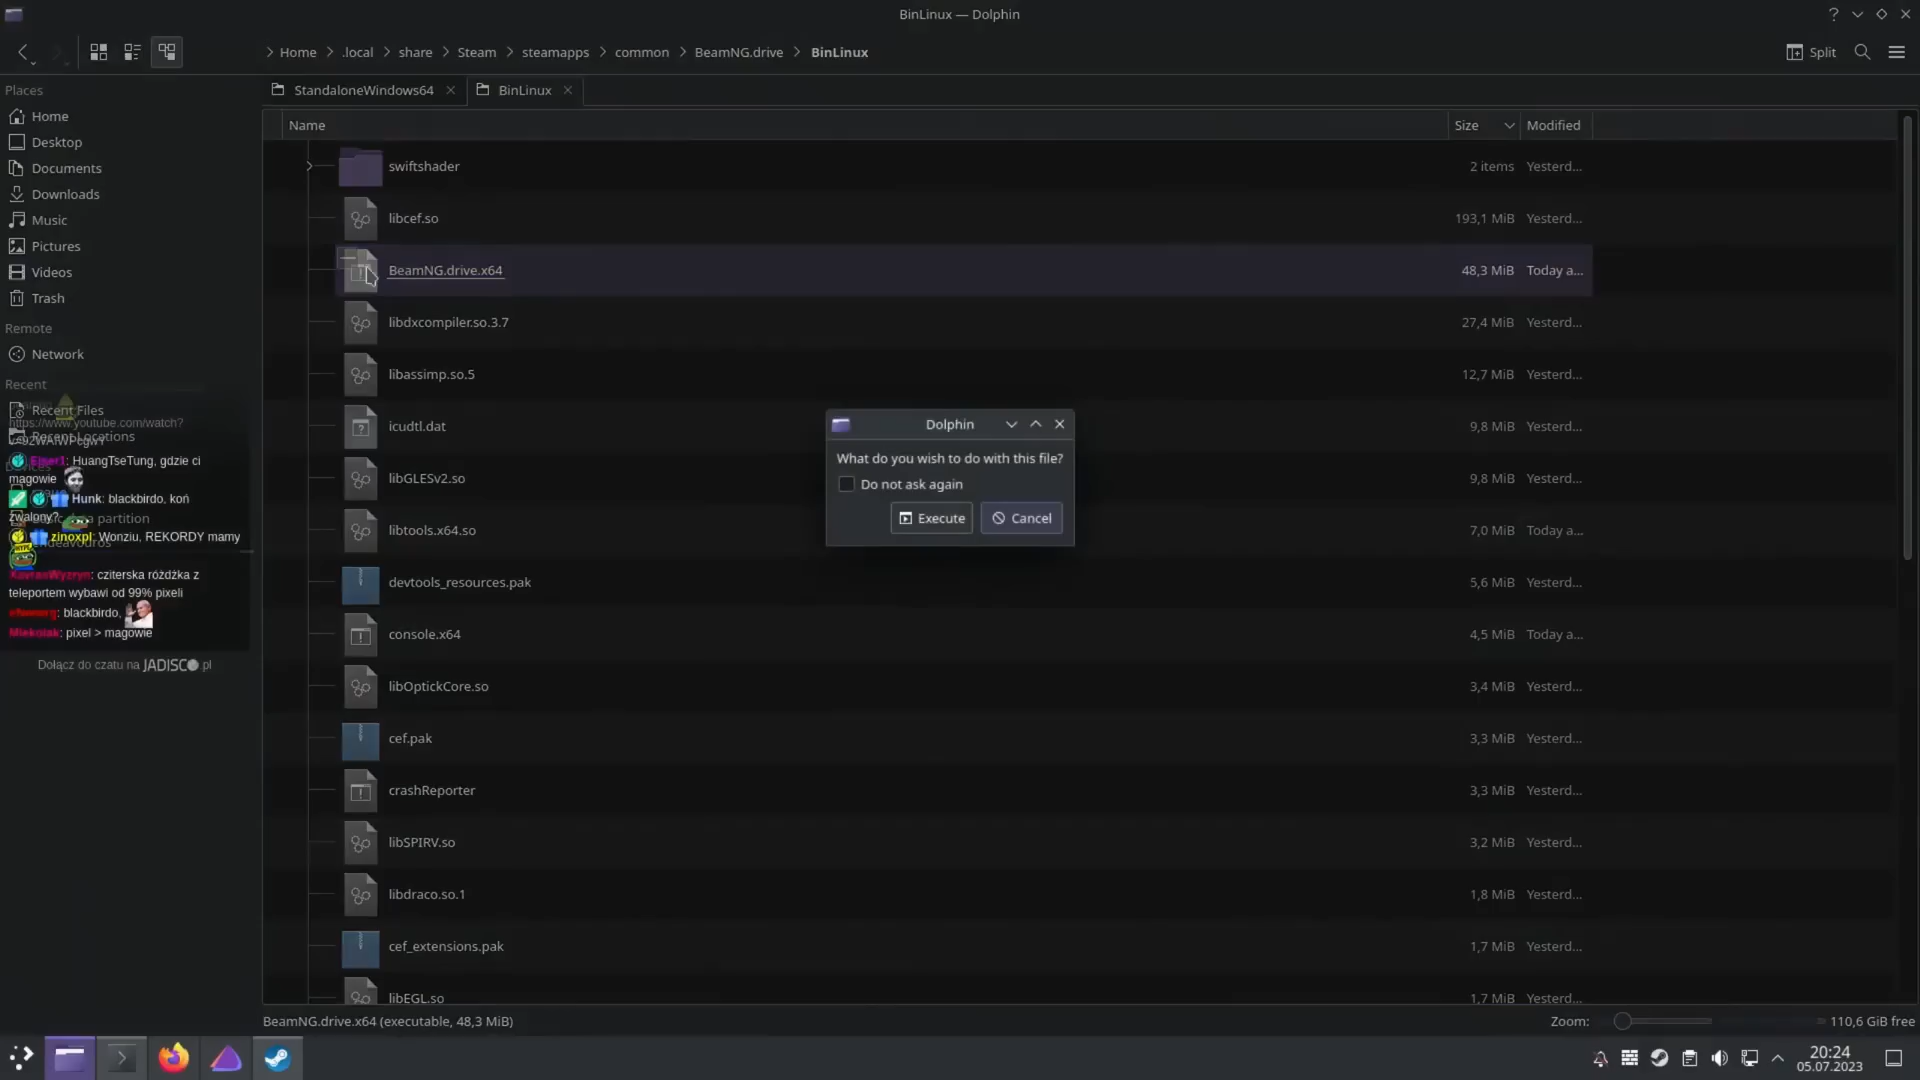 BinLinux — Dolphin
Home
.local
share
Steam
steamapps
common
BeamNG.drive
BinLinux
Split
Places
StandaloneWindows64
BinLinux
Home
Desktop
Documents
Downloads
Music
Pictures
Videos
Trash
Remote
Network
Recent
Recent Files
https://www.youtube.com/watch?
Recent Locations
Elser1: HuangTseTung, gdzie ci
magowie
Hunk: blackbirdo, koń
zwalony?
zinoxpl: Wonziu, REKORDY mamy
endeavouros
XavrasWyzryn: cziterska różdżka z
teleportem wybawi od 99% pixeli
: blackbirdo,
Miekotak: pixel > magowie
Dołącz do czatu na JADISCO.pl
Name
Size
Modified
swiftshader
2 items
Yesterd...
libcef.so
193,1 MiB
Yesterd...
BeamNG.drive.x64
48,3 MiB
Today a...
libdxcompiler.so.3.7
27,4 MiB
Yesterd...
libassimp.so.5
12,7 MiB
Yesterd...
icudtl.dat
9,8 MiB
Yesterd...
libGLESv2.so
9,8 MiB
Yesterd...
libtools.x64.so
7,0 MiB
Today a...
devtools_resources.pak
5,6 MiB
Yesterd...
console.x64
4,5 MiB
Today a...
libOptickCore.so
3,4 MiB
Yesterd...
cef.pak
3,3 MiB
Yesterd...
crashReporter
3,3 MiB
Yesterd...
libSPIRV.so
3,2 MiB
Yesterd...
libdraco.so.1
1,8 MiB
Yesterd...
cef_extensions.pak
1,7 MiB
Yesterd...
libEGL.so
1,7 MiB
Yesterd...
Dolphin
What do you wish to do with this file?
Do not ask again
Execute
Cancel
BeamNG.drive.x64 (executable, 48,3 MiB)
Zoom:
110,6 GiB free
20:24
05.07.2023